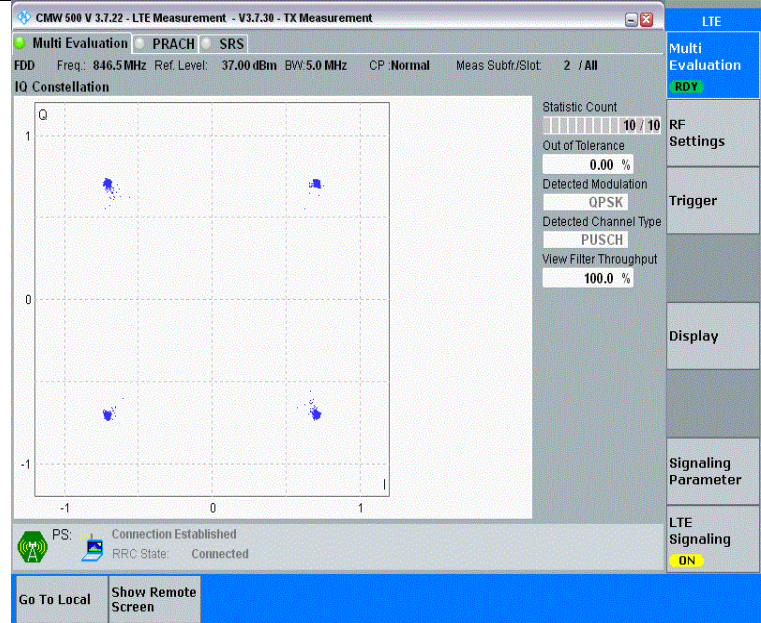 CMW 500 V 3.7.22 - LTE Measurement - V3.7.30 - TX Measurement
LTE
Multi Evaluation PRACH SRS
FDD Freq.: 846.5 MHz Ref. Level: 37.00 dBm BW: 5.0 MHz CP : Normal Meas Subfr./Slot: 2 / All
IQ Constellation
Q
1
0
-1
-1 0 1
I
Statistic Count
10 / 10
Out of Tolerance
0.00 %
Detected Modulation
QPSK
Detected Channel Type
PUSCH
View Filter Throughput
100.0 %
Multi
Evaluation
RDY
RF
Settings
Trigger
Display
Signaling
Parameter
LTE
Signaling
ON
PS: Connection Established
RRC State: Connected
Go To Local
Show Remote
Screen